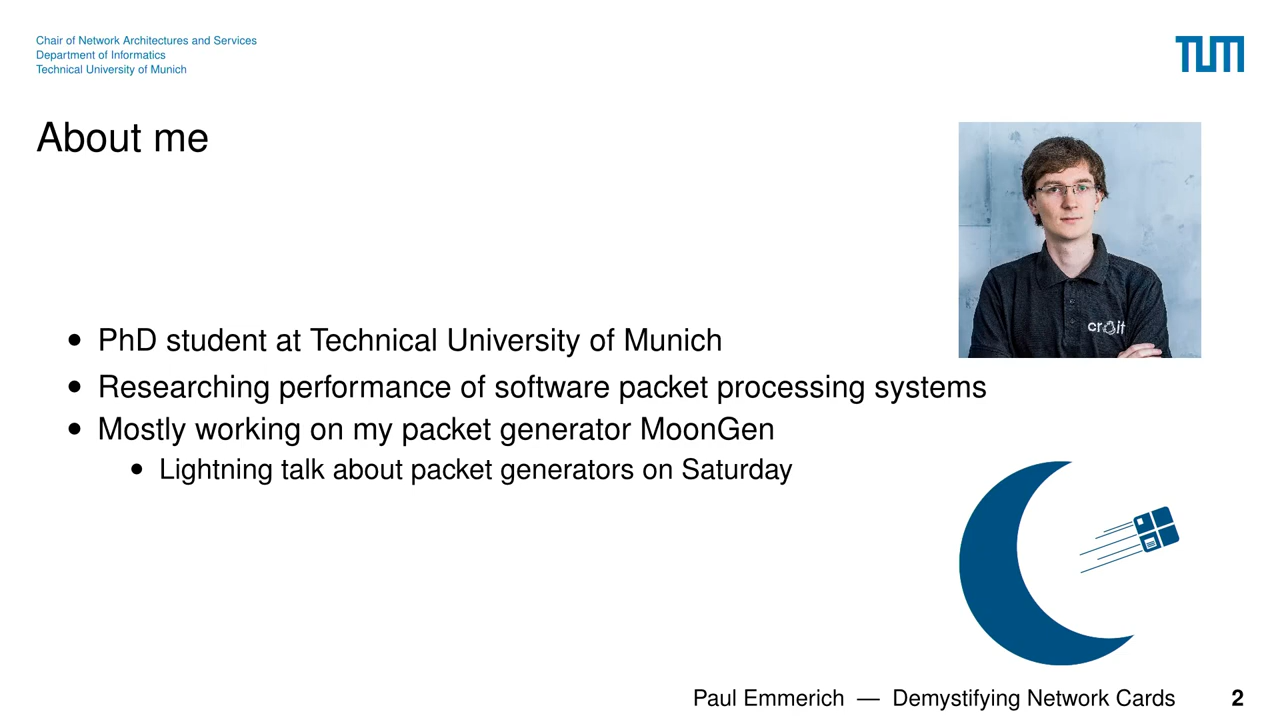 Chair of Network Architectures and Services
Department of Informatics
Technical University of Munich
TUM
About me
croit
• PhD student at Technical University of Munich
• Researching performance of software packet processing systems
• Mostly working on my packet generator MoonGen
• Lightning talk about packet generators on Saturday
Paul Emmerich — Demystifying Network Cards 2